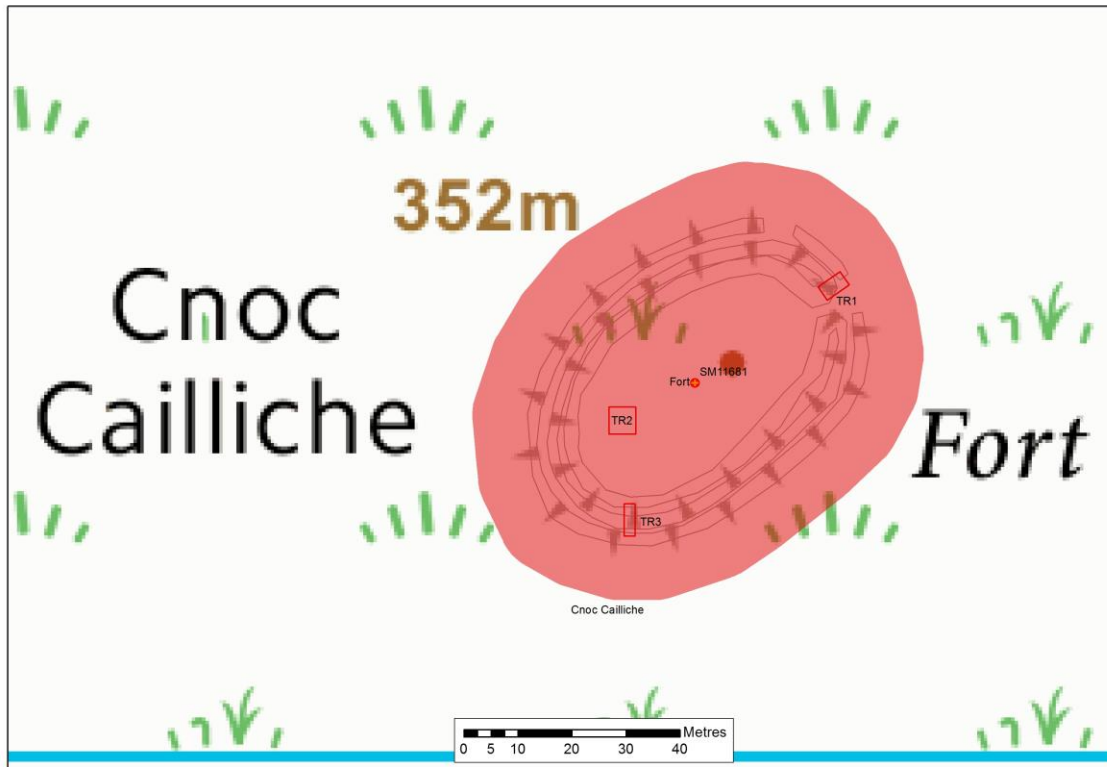 352m
Cnoc
Cailliche
TR1
SM11681
Fort
TR2
Fort
TR3
Cnoc Cailliche
Metres
0 5 10 20 30 40